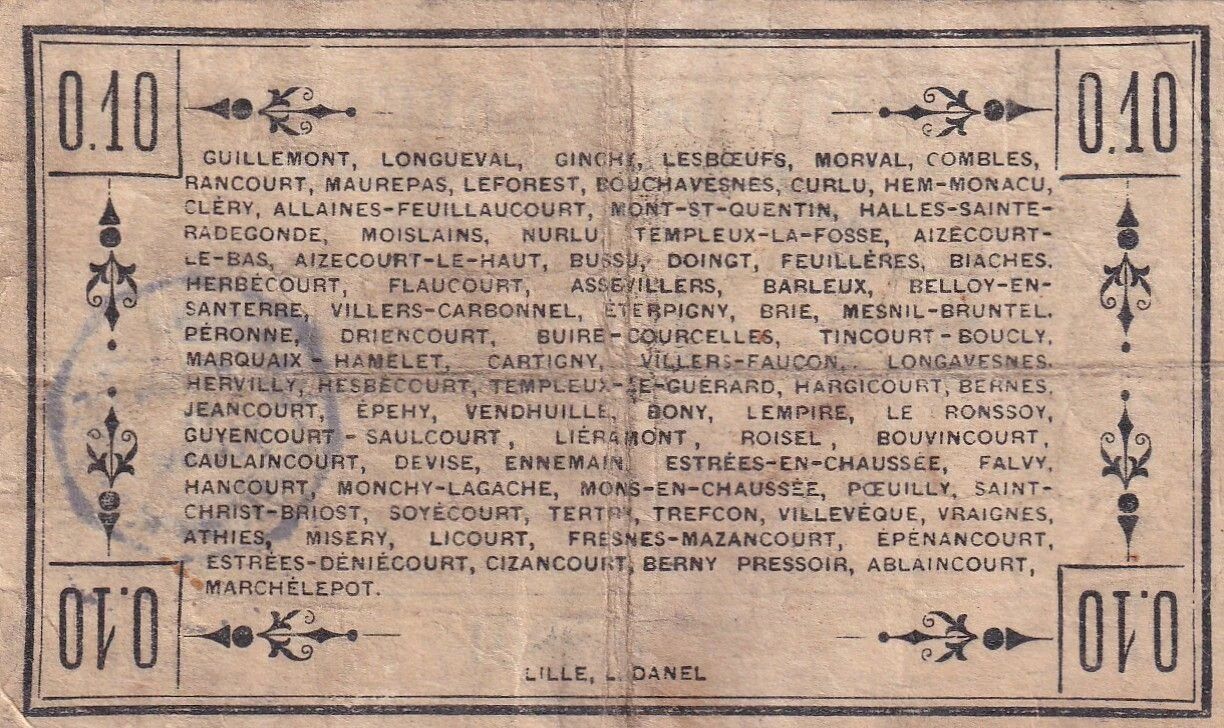 0.10
0.10
GUILLEMONT, LONGUEVAL, GINCHY, LESBŒUFS, MORVAL, COMBLES,
RANCOURT, MAUREPAS, LEFOREST, BOUCHAVESNES, CURLU, HEM-MONACU,
CLÉRY, ALLAINES-FEUILLAUCOURT, MONT-ST-QUENTIN, HALLES-SAINTE-
RADEGONDE, MOISLAINS, NURLU, TEMPLEUX-LA-FOSSE, AIZECOURT-
LE-BAS, AIZECOURT-LE-HAUT, BUSSU, DOINGT, FEUILLÈRES, BIACHES.
HERBÉCOURT, FLAUCOURT, ASSEVILLERS, BARLEUX, BELLOY-EN-
SANTERRE, VILLERS-CARBONNEL, ÉTERPIGNY, BRIE, MESNIL-BRUNTEL.
PÉRONNE, DRIENCOURT, BUIRE-COURCELLES, TINCOURT-BOUCLY,
MARQUAIX-HAMELET, CARTIGNY, VILLERS-FAUCON, LONGAVESNES.
HERVILLY, HESBÉCOURT, TEMPLEUX-LE-GUÉRARD, HARGICOURT, BERNES.
JEANCOURT, ÉPEHY, VENDHUILLE, BONY, LEMPIRE, LE RONSSOY,
GUYENCOURT-SAULCOURT, LIÉRAMONT, ROISEL, BOUVINCOURT,
CAULAINCOURT, DEVISE, ENNEMAIN, ESTRÉES-EN-CHAUSSÉE, FALVY,
HANCOURT, MONCHY-LAGACHE, MONS-EN-CHAUSSÉE, PŒUILLY, SAINT-
CHRIST-BRIOST, SOYÉCOURT, TERTRY, TREFCON, VILLEVÊQUE, VRAIGNES,
ATHIES, MISERY, LICOURT, FRESNES-MAZANCOURT, ÉPÉNANCOURT,
ESTRÉES-DÉNIÉCOURT, CIZANCOURT, BERNY PRESSOIR, ABLAINCOURT,
MARCHÉLEPOT.
0.10
0.10
LILLE, L. DANEL